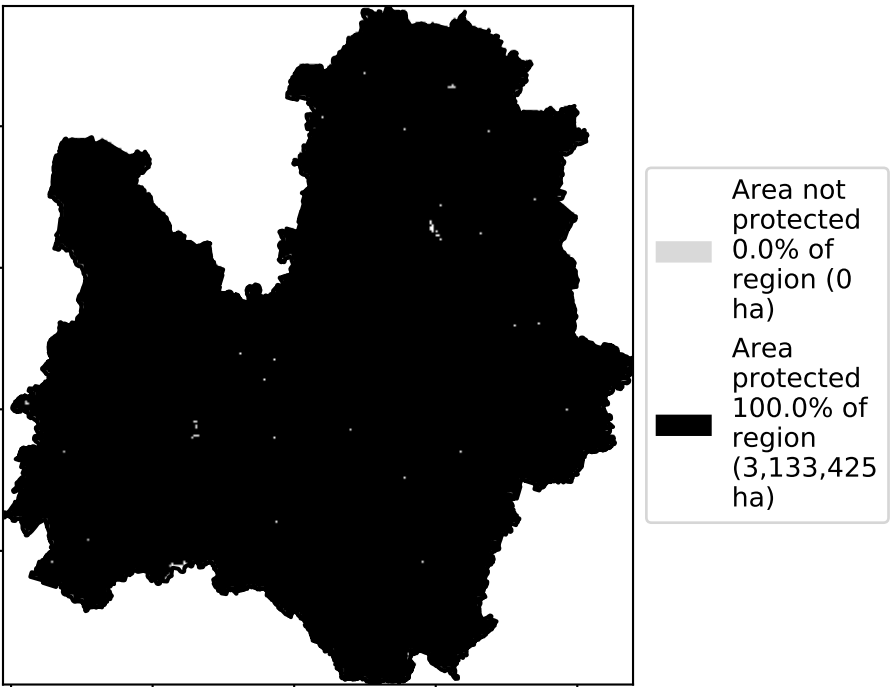 Area not
protected
0.0% of
region (0
ha)
Area
protected
100.0% of
region
(3,133,425
ha)